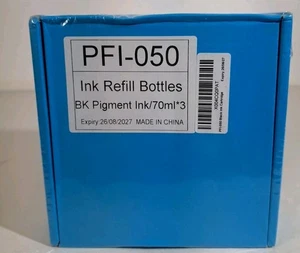 PFI-050
Ink Refill Bottles
BK Pigment Ink/70ml*3
Expiry 26:08:2027 MADE IN CHINA